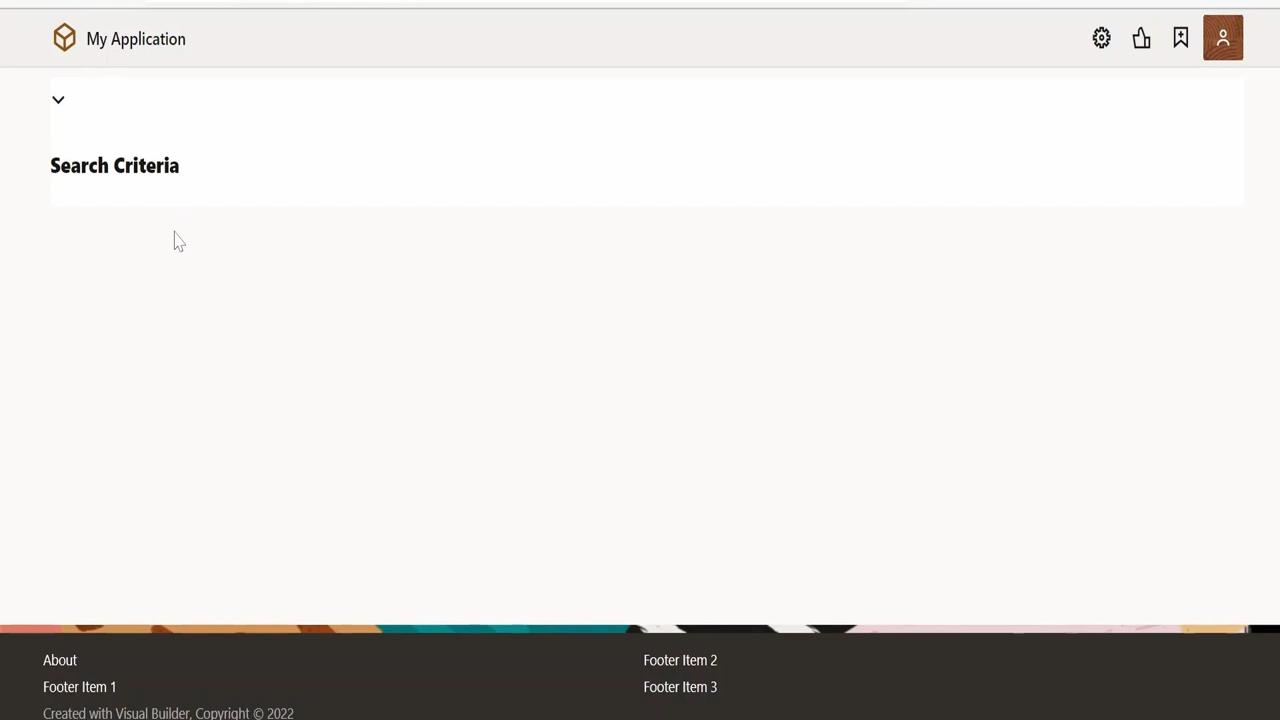 My Application
Search Criteria
About
Footer Item 2
Footer Item 1
Footer Item 3
Created with Visual Builder, Copyright © 2022